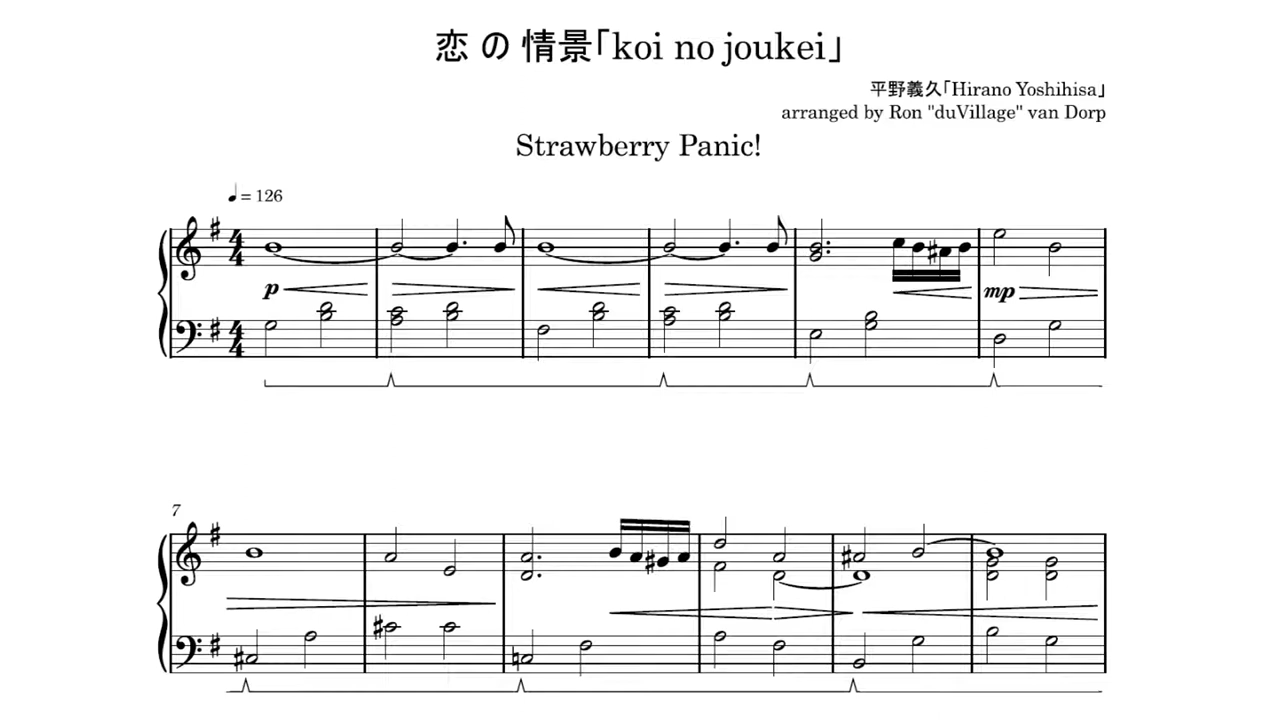 恋 の 情景「koi no joukei」
平野義久「Hirano Yoshihisa」
arranged by Ron "duVillage" van Dorp
Strawberry Panic!
♩ = 126
p
mp
7